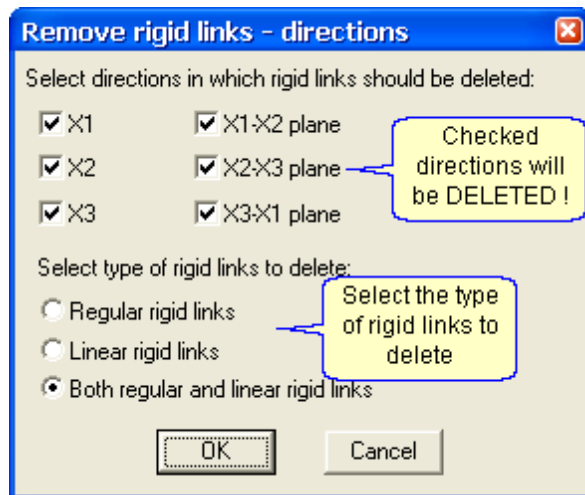 Remove rigid links - directions
Select directions in which rigid links should be deleted:
X1
X1-X2 plane
X2
X2-X3 plane
X3
X3-X1 plane
Checked
directions will
be DELETED !
Select type of rigid links to delete:
Regular rigid links
Linear rigid links
Both regular and linear rigid links
Select the type
of rigid links to
delete
OK
Cancel